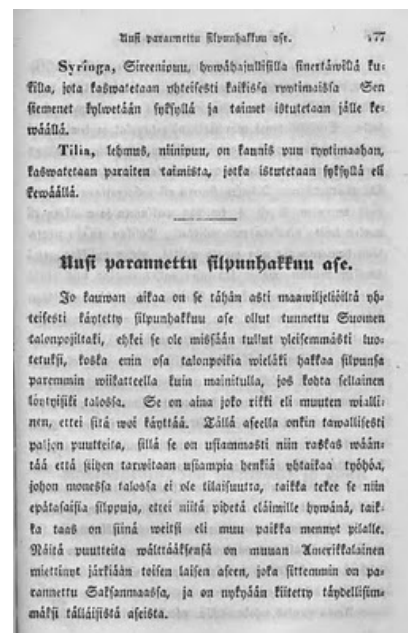 Uusi parannettu silpunhakkuu ase. 177
Syringa, Sireenipuu, hywähajullisilla sinertäwillä ku-
killa, jota kaswatetaan yhteisesti kaikissa ryytimaissa Sen
siemenet kylwetään syksyllä ja taimet istutetaan jälle ke-
wäällä.
Tilia, lehmus, niinipuu, on kaunis puu ryytimaahan,
kaswatetaan paraiten taimista, jotka istutetaan syksyllä eli
kewäällä.
Uusi parannettu silpunhakkuu ase.
Jo kauwan aikaa on se tähän asti maawiljeliöiltä yh-
teisesti käytetty silpunhakkuu ase ollut tunnettu Suomen
talonpojiltaki, ehkei se ole missään tullut yleisemmästi luo-
tetuksi, koska enin osa talonpoikia wieläki hakkaa silpunsa
paremmin wiikatteella kuin mainitulla, jos kohta sellainen
löytyisiki talossa. Se on aina joko rikki eli muuten wialli-
nen, ettei sitä woi käyttää. Tällä aseella onkin tawallisesti
paljon puutteita, sillä se on usiammasti niin raskas wään-
tää että siihen tarwitaan usiampia henkiä yhtaikaa työhön,
johon monessa talossa ei ole tilaisuutta, taikka tekee se niin
epätasaisia silppuja, ettei niitä pidetä eläimille hywänä, taik-
ka taas on siinä weitsi eli muu paikka mennyt pilalle.
Näitä puutteita wälttääksensä on muuan Amerikkalainen
miettinyt järkiään toisen laisen aseen, joka sittemmin on pa-
rannettu Saksanmaassa, ja on nykyään kiitetty täydellisim-
mäksi tälläisistä aseista.